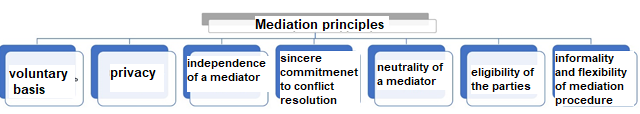 Mediation principles
voluntary
basis
privacy
independence
of a mediator
sincere
commitmenet
to conflict
resolution
neutrality of
a mediator
eligibility of
the parties
informality
and flexibility
of mediation
procedure